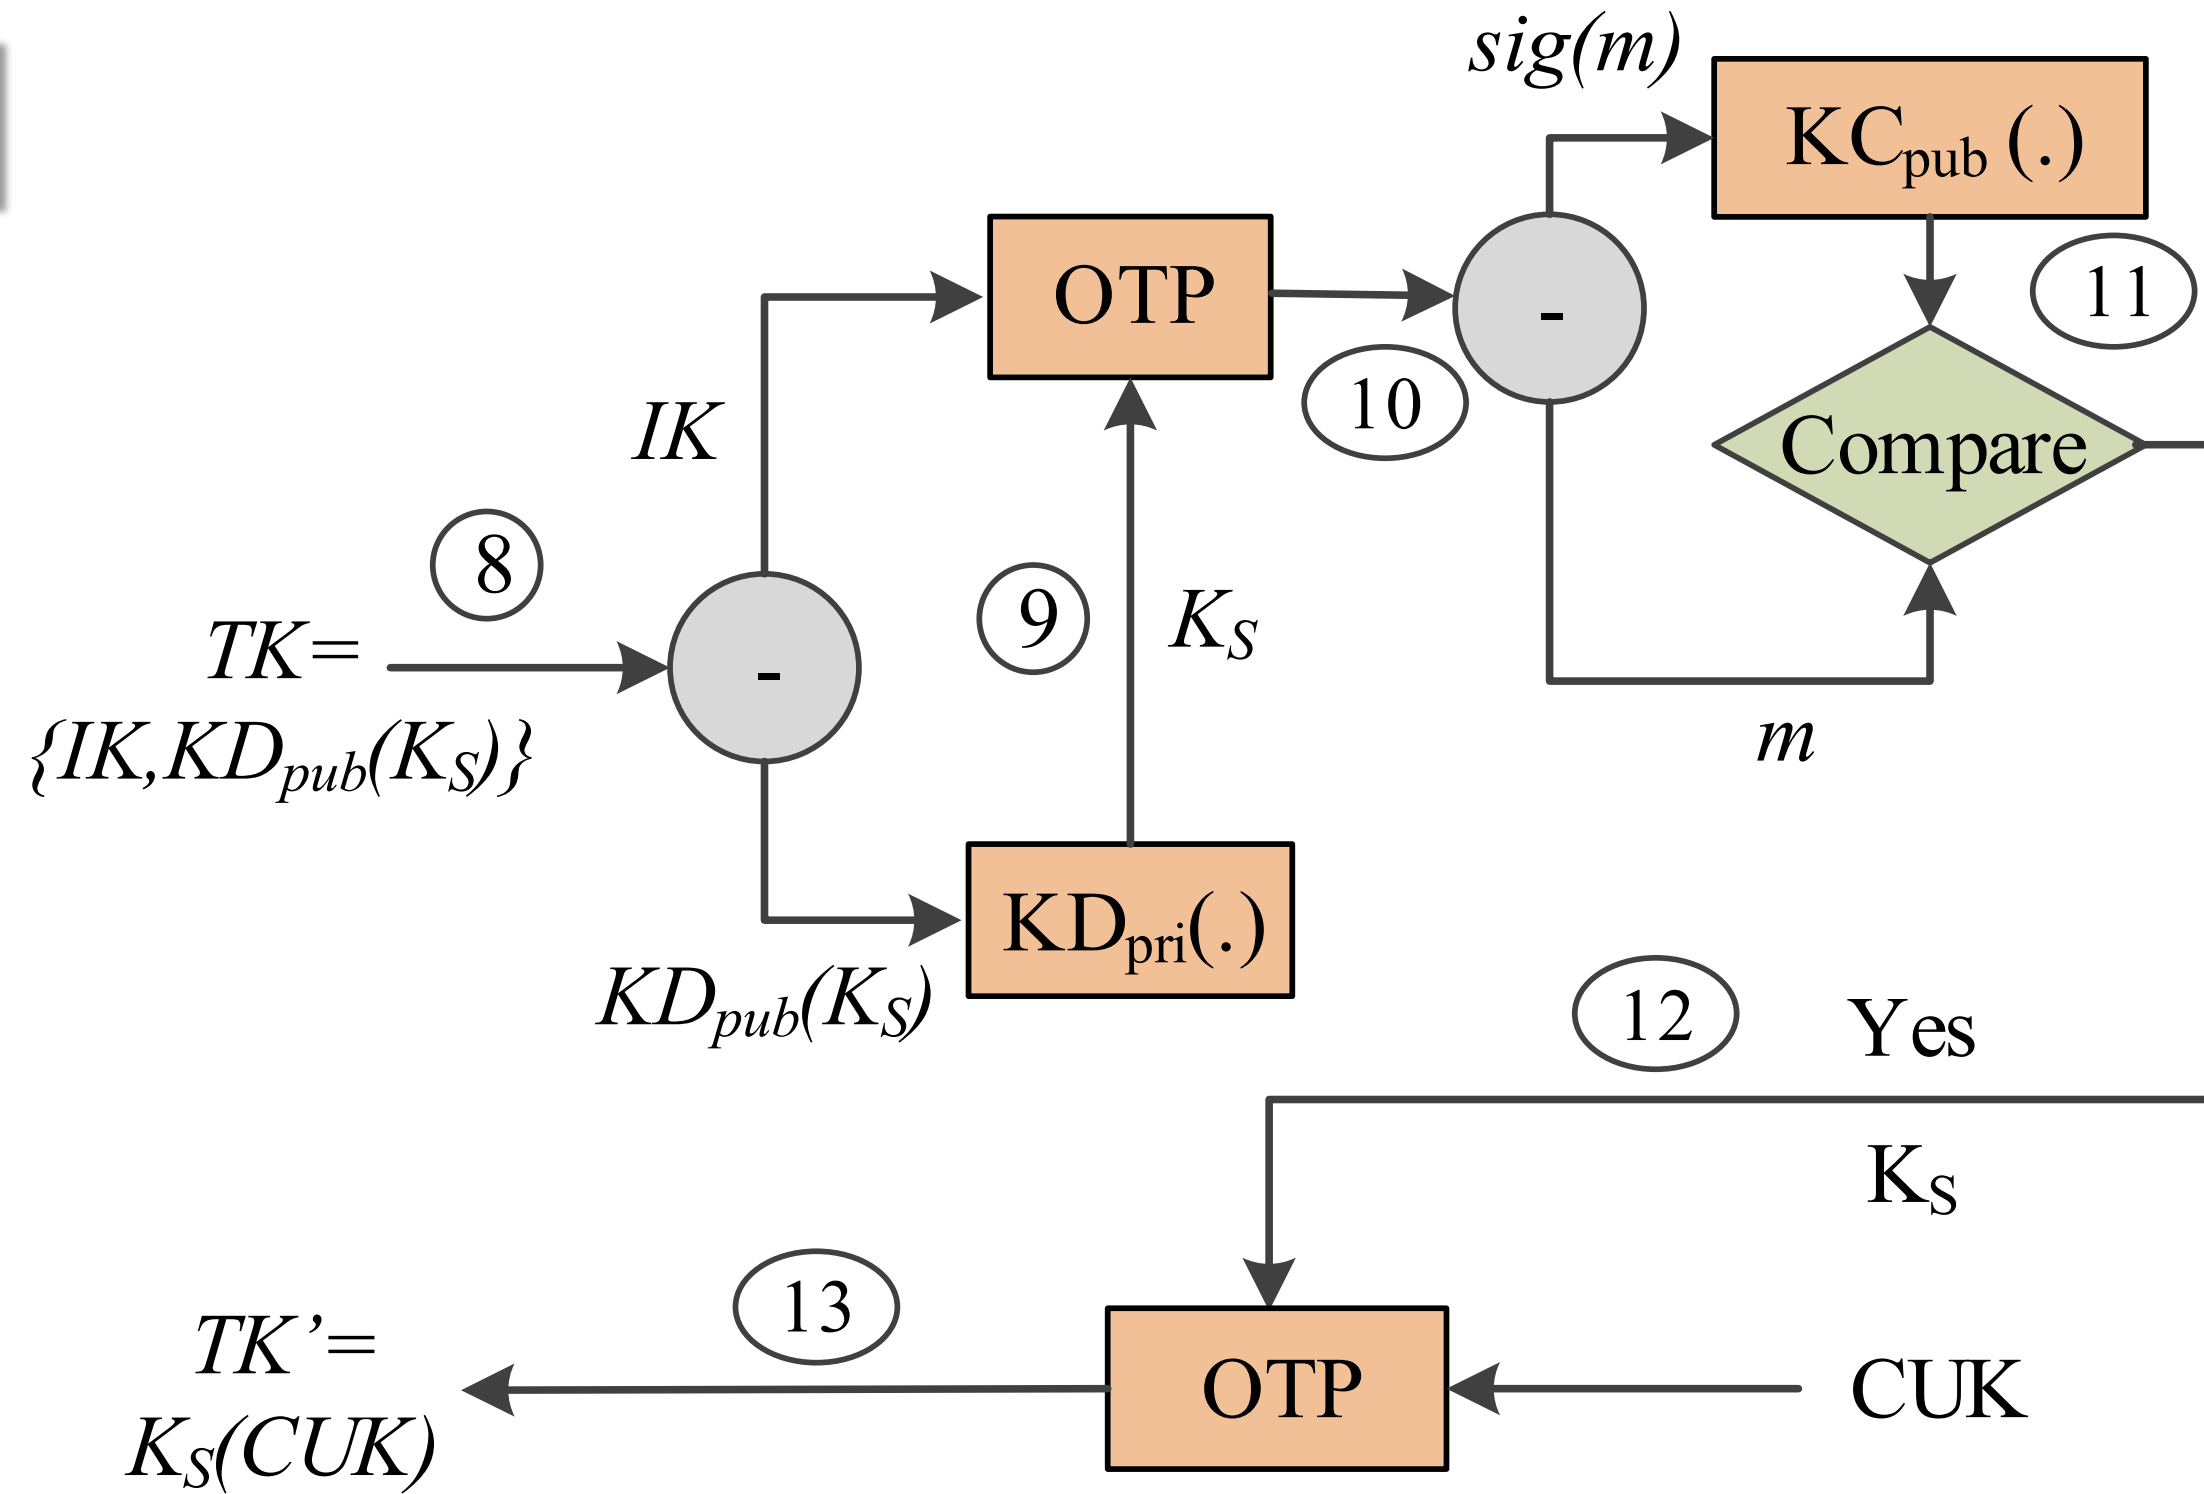 sig(m)
KCpub (.)
OTP
11
10
IK
Compare
8
9
KS
TK=
{IK,KDpub(KS)}
m
KDpri(.)
KDpub(KS)
12
Yes
KS
13
TK’=
KS(CUK)
OTP
CUK
-
-